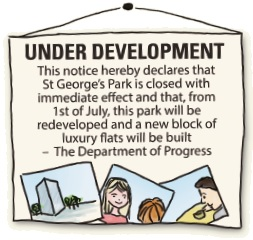 UNDER DEVELOPMENT
This notice hereby declares that
St George's Park is closed with
immediate effect and that, from
1st of July, this park will be
redeveloped and a new block of
luxury flats will be built
– The Department of Progress